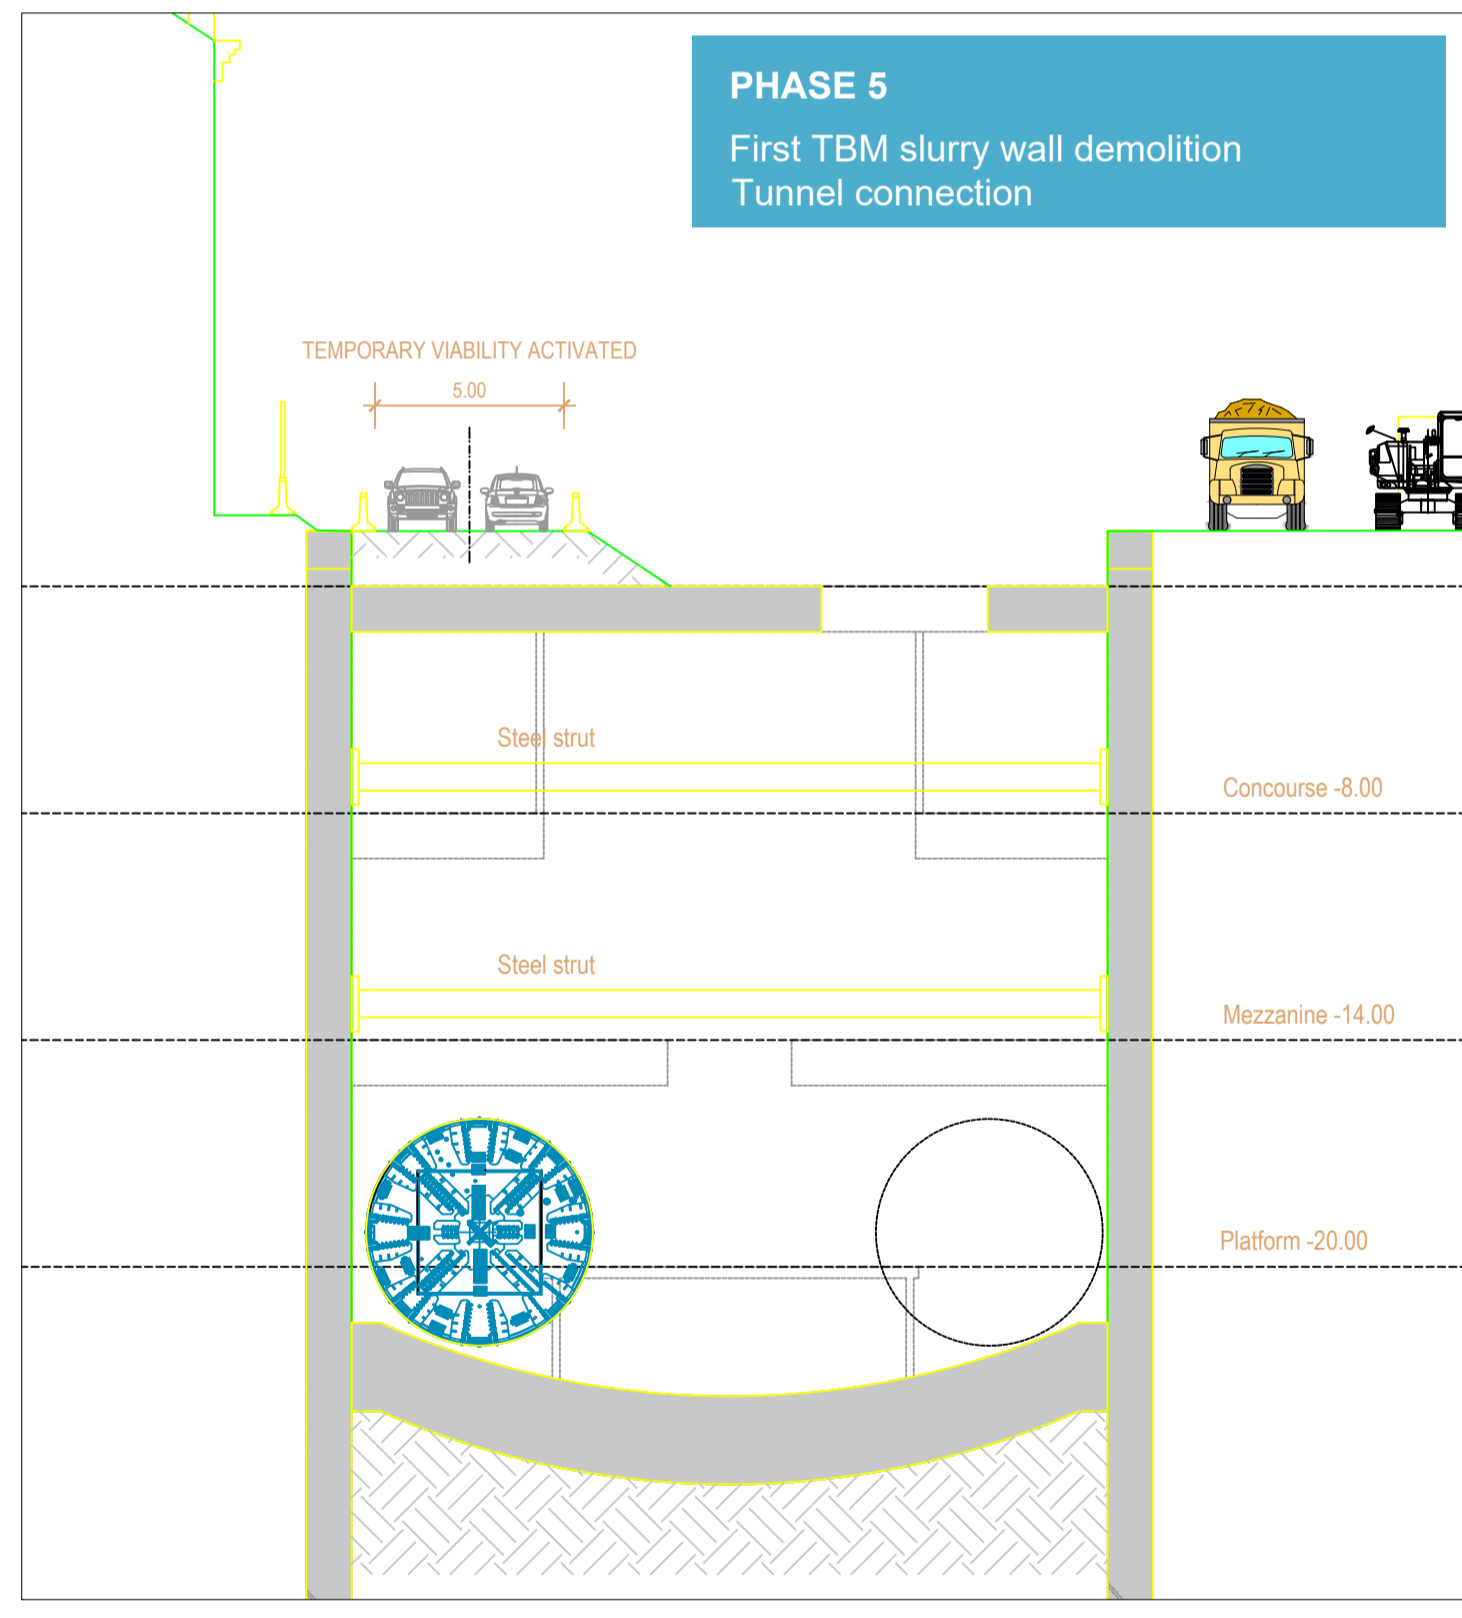 PHASE 5
First TBM slurry wall demolition
Tunnel connection
TEMPORARY VIABILITY ACTIVATED
5.00
Steel strut
Concourse -8.00
Steel strut
Mezzanine -14.00
Platform -20.00